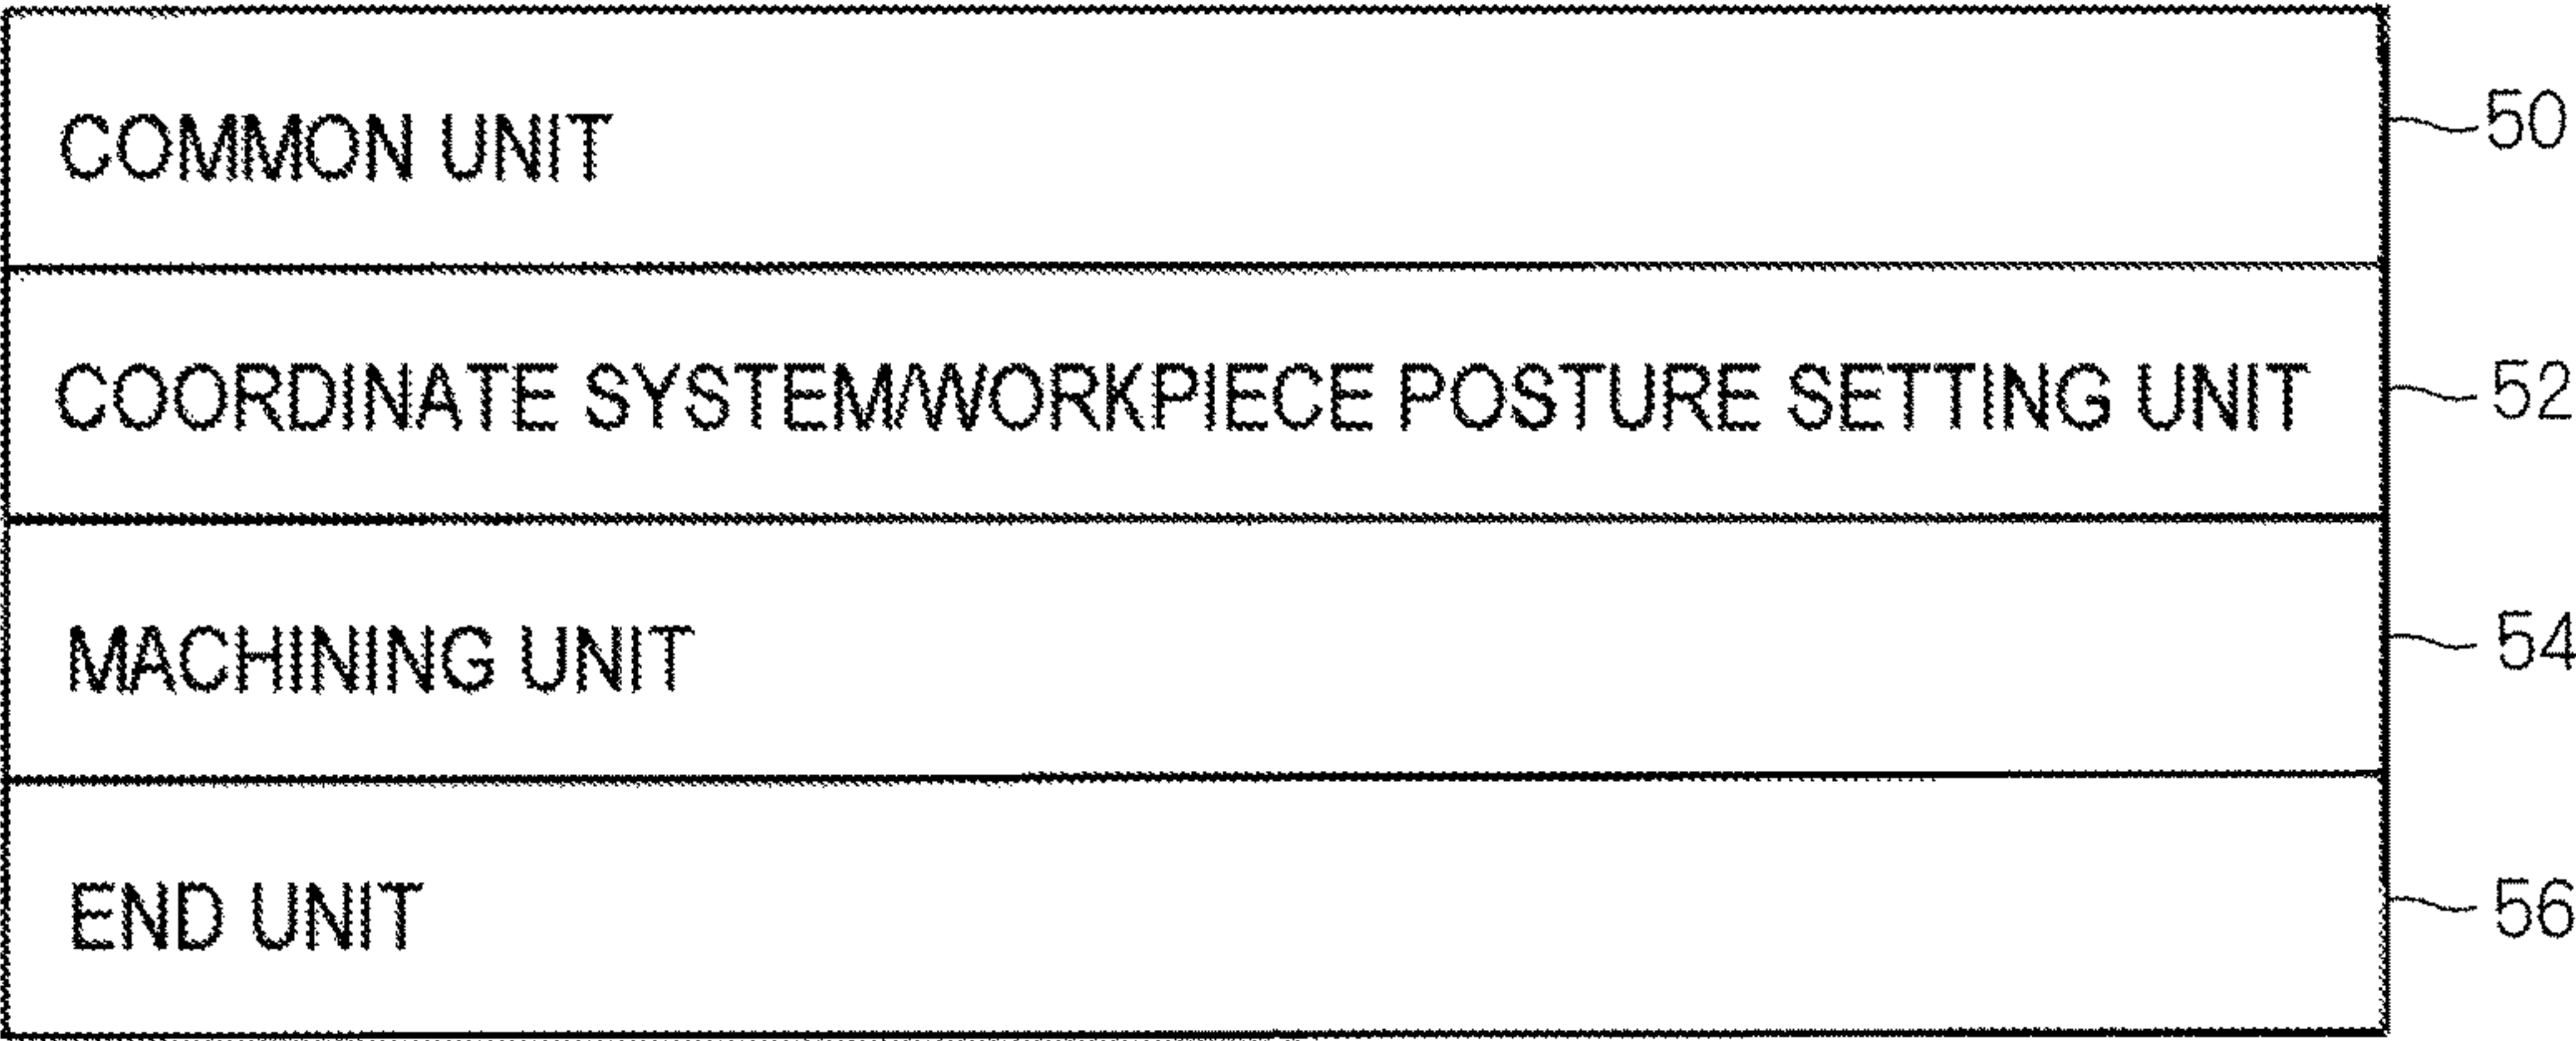 COMMON UNIT 50
COORDINATE SYSTEM/WORKPIECE POSTURE SETTING UNIT 52
MACHINING UNIT 54
END UNIT 56